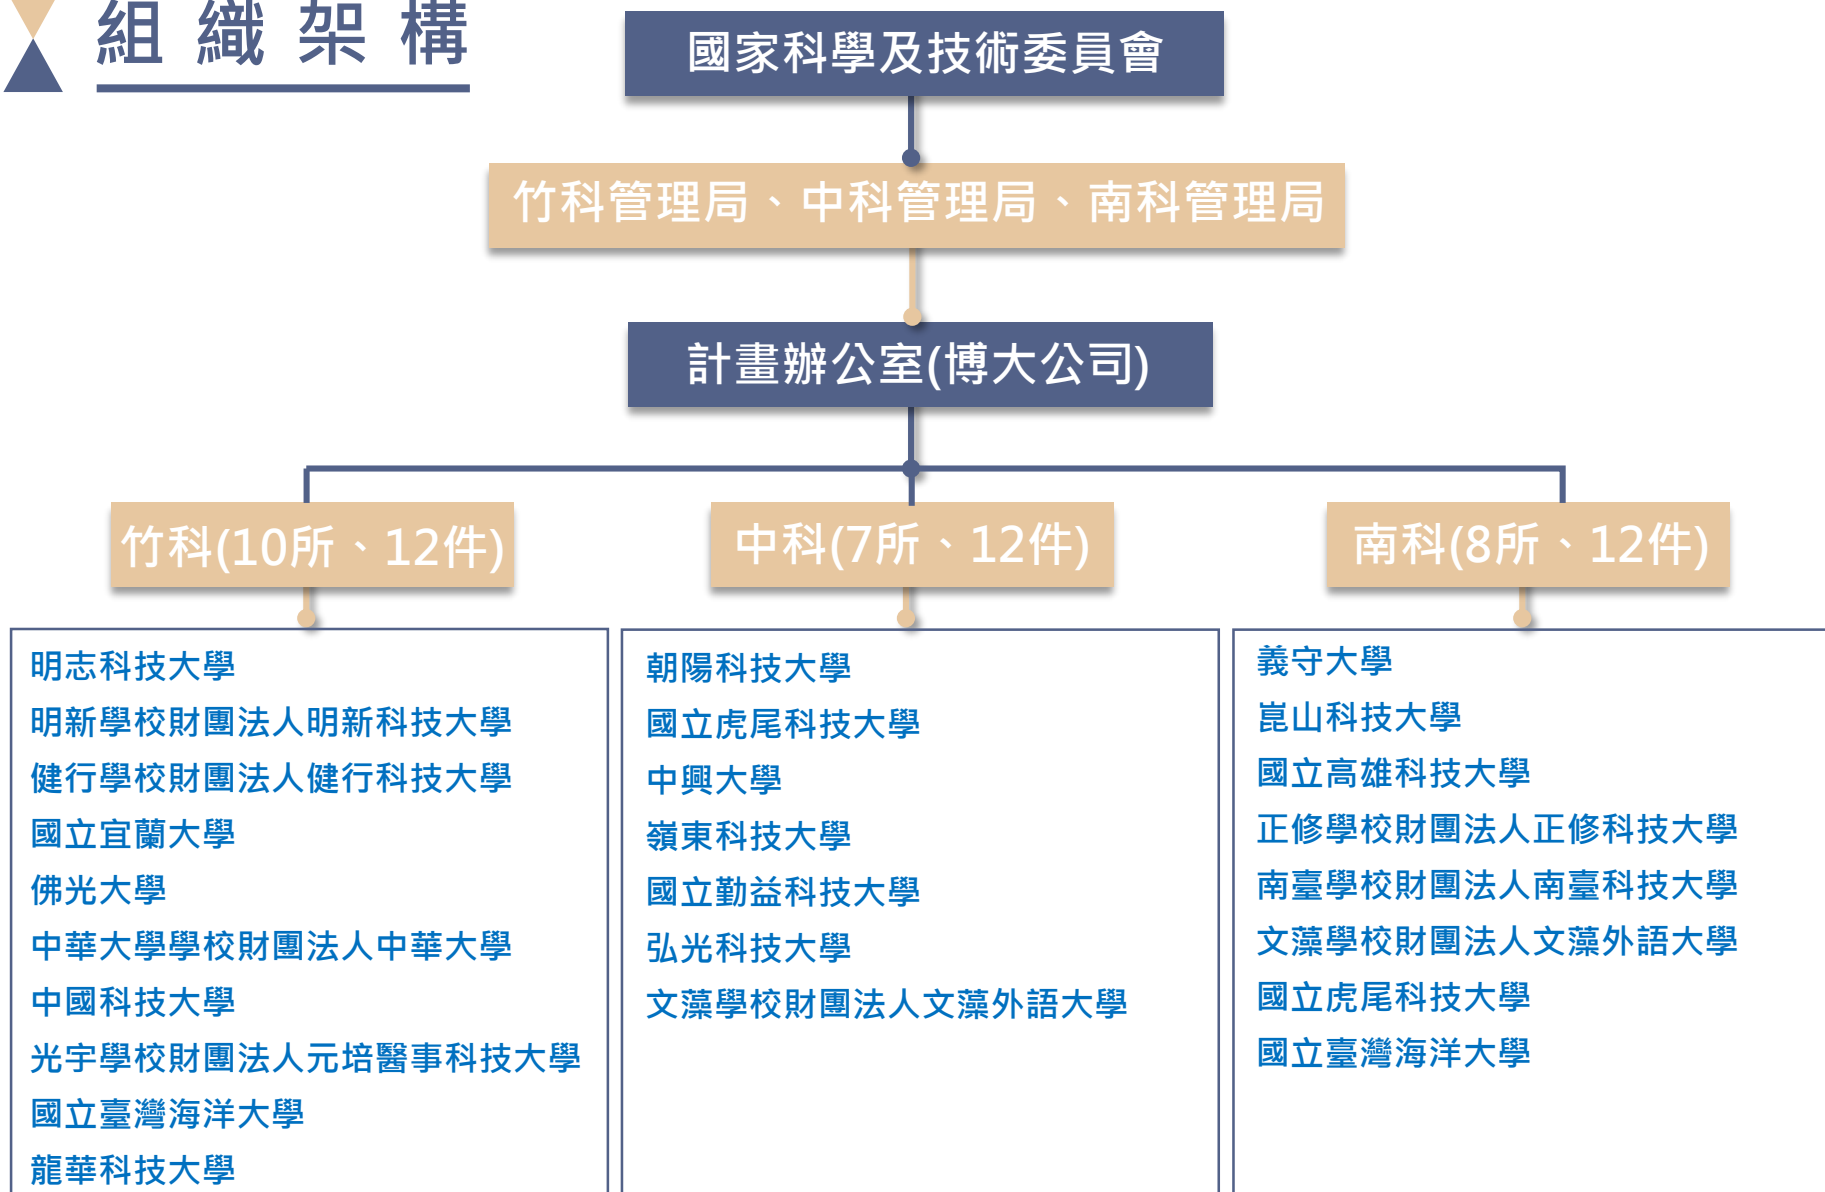 組織架構
國家科學及技術委員會
竹科管理局、中科管理局、南科管理局
計畫辦公室(博大公司)
竹科(10所、12件)
明志科技大學
明新學校財團法人明新科技大學
健行學校財團法人健行科技大學
國立宜蘭大學
佛光大學
中華大學學校財團法人中華大學
中國科技大學
光宇學校財團法人元培醫事科技大學
國立臺灣海洋大學
龍華科技大學
中科(7所、12件)
朝陽科技大學
國立虎尾科技大學
中興大學
嶺東科技大學
國立勤益科技大學
弘光科技大學
文藻學校財團法人文藻外語大學
南科(8所、12件)
義守大學
崑山科技大學
國立高雄科技大學
正修學校財團法人正修科技大學
南臺學校財團法人南臺科技大學
文藻學校財團法人文藻外語大學
國立虎尾科技大學
國立臺灣海洋大學